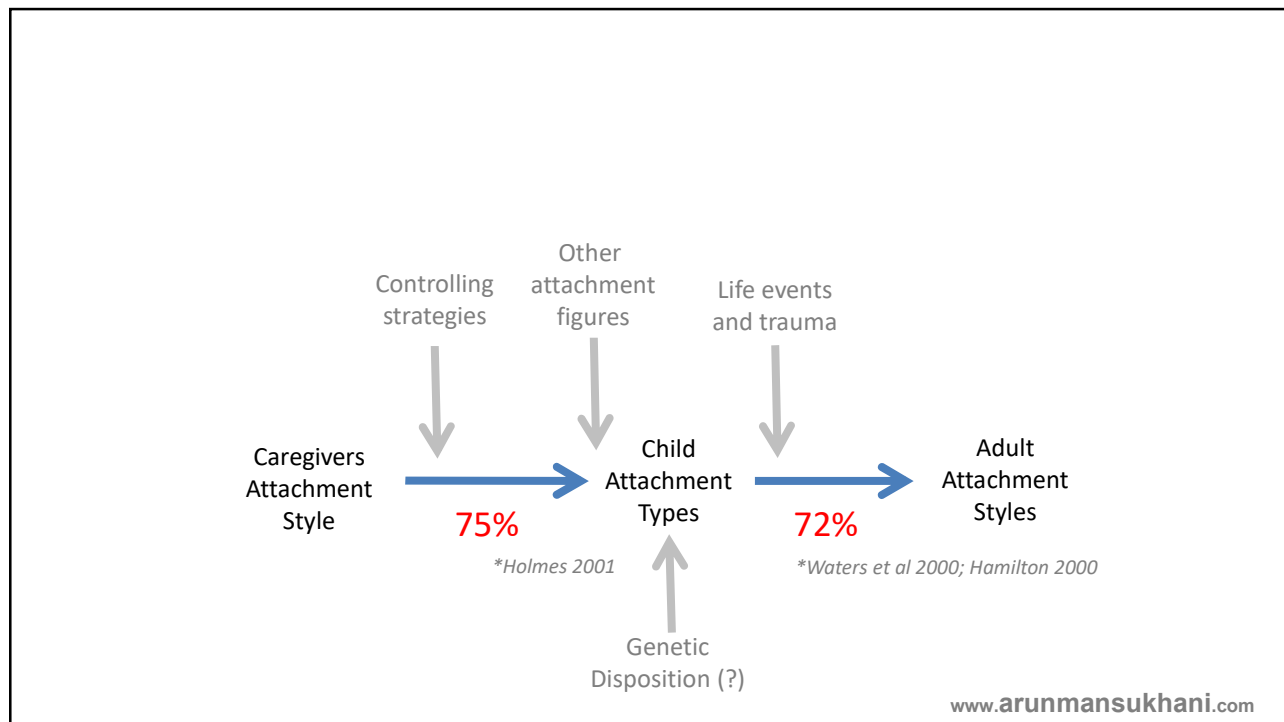 Controlling
strategies
Other
attachment
figures
Life events
and trauma
Caregivers
Attachment
Style
Child
Attachment
Types
Adult
Attachment
Styles
75%
72%
*Holmes 2001
*Waters et al 2000; Hamilton 2000
Genetic
Disposition (?)
www.arunmansukhani.com